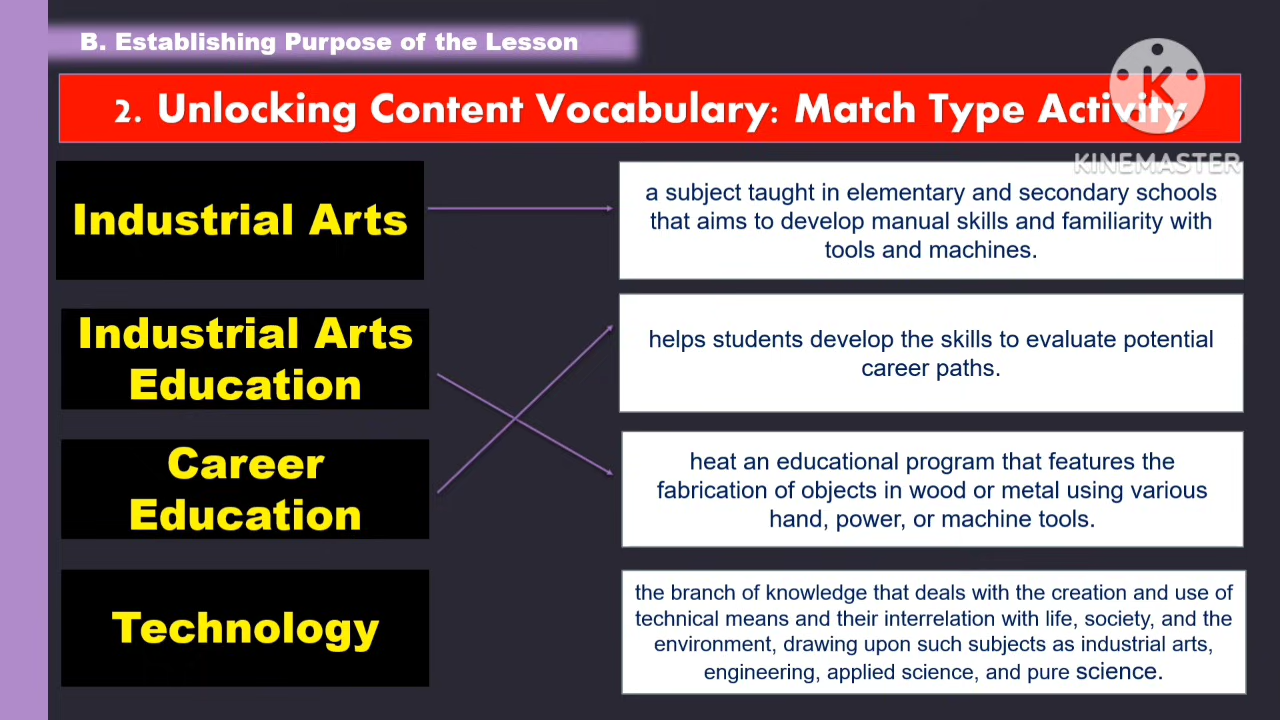 B. Establishing Purpose of the Lesson
2. Unlocking Content Vocabulary: Match Type Activity
K
KINEMASTER
Industrial Arts
a subject taught in elementary and secondary schools
that aims to develop manual skills and familiarity with
tools and machines.
Industrial Arts
Education
helps students develop the skills to evaluate potential
career paths.
Career
Education
heat an educational program that features the
fabrication of objects in wood or metal using various
hand, power, or machine tools.
Technology
the branch of knowledge that deals with the creation and use of
technical means and their interrelation with life, society, and the
environment, drawing upon such subjects as industrial arts,
engineering, applied science, and pure science.